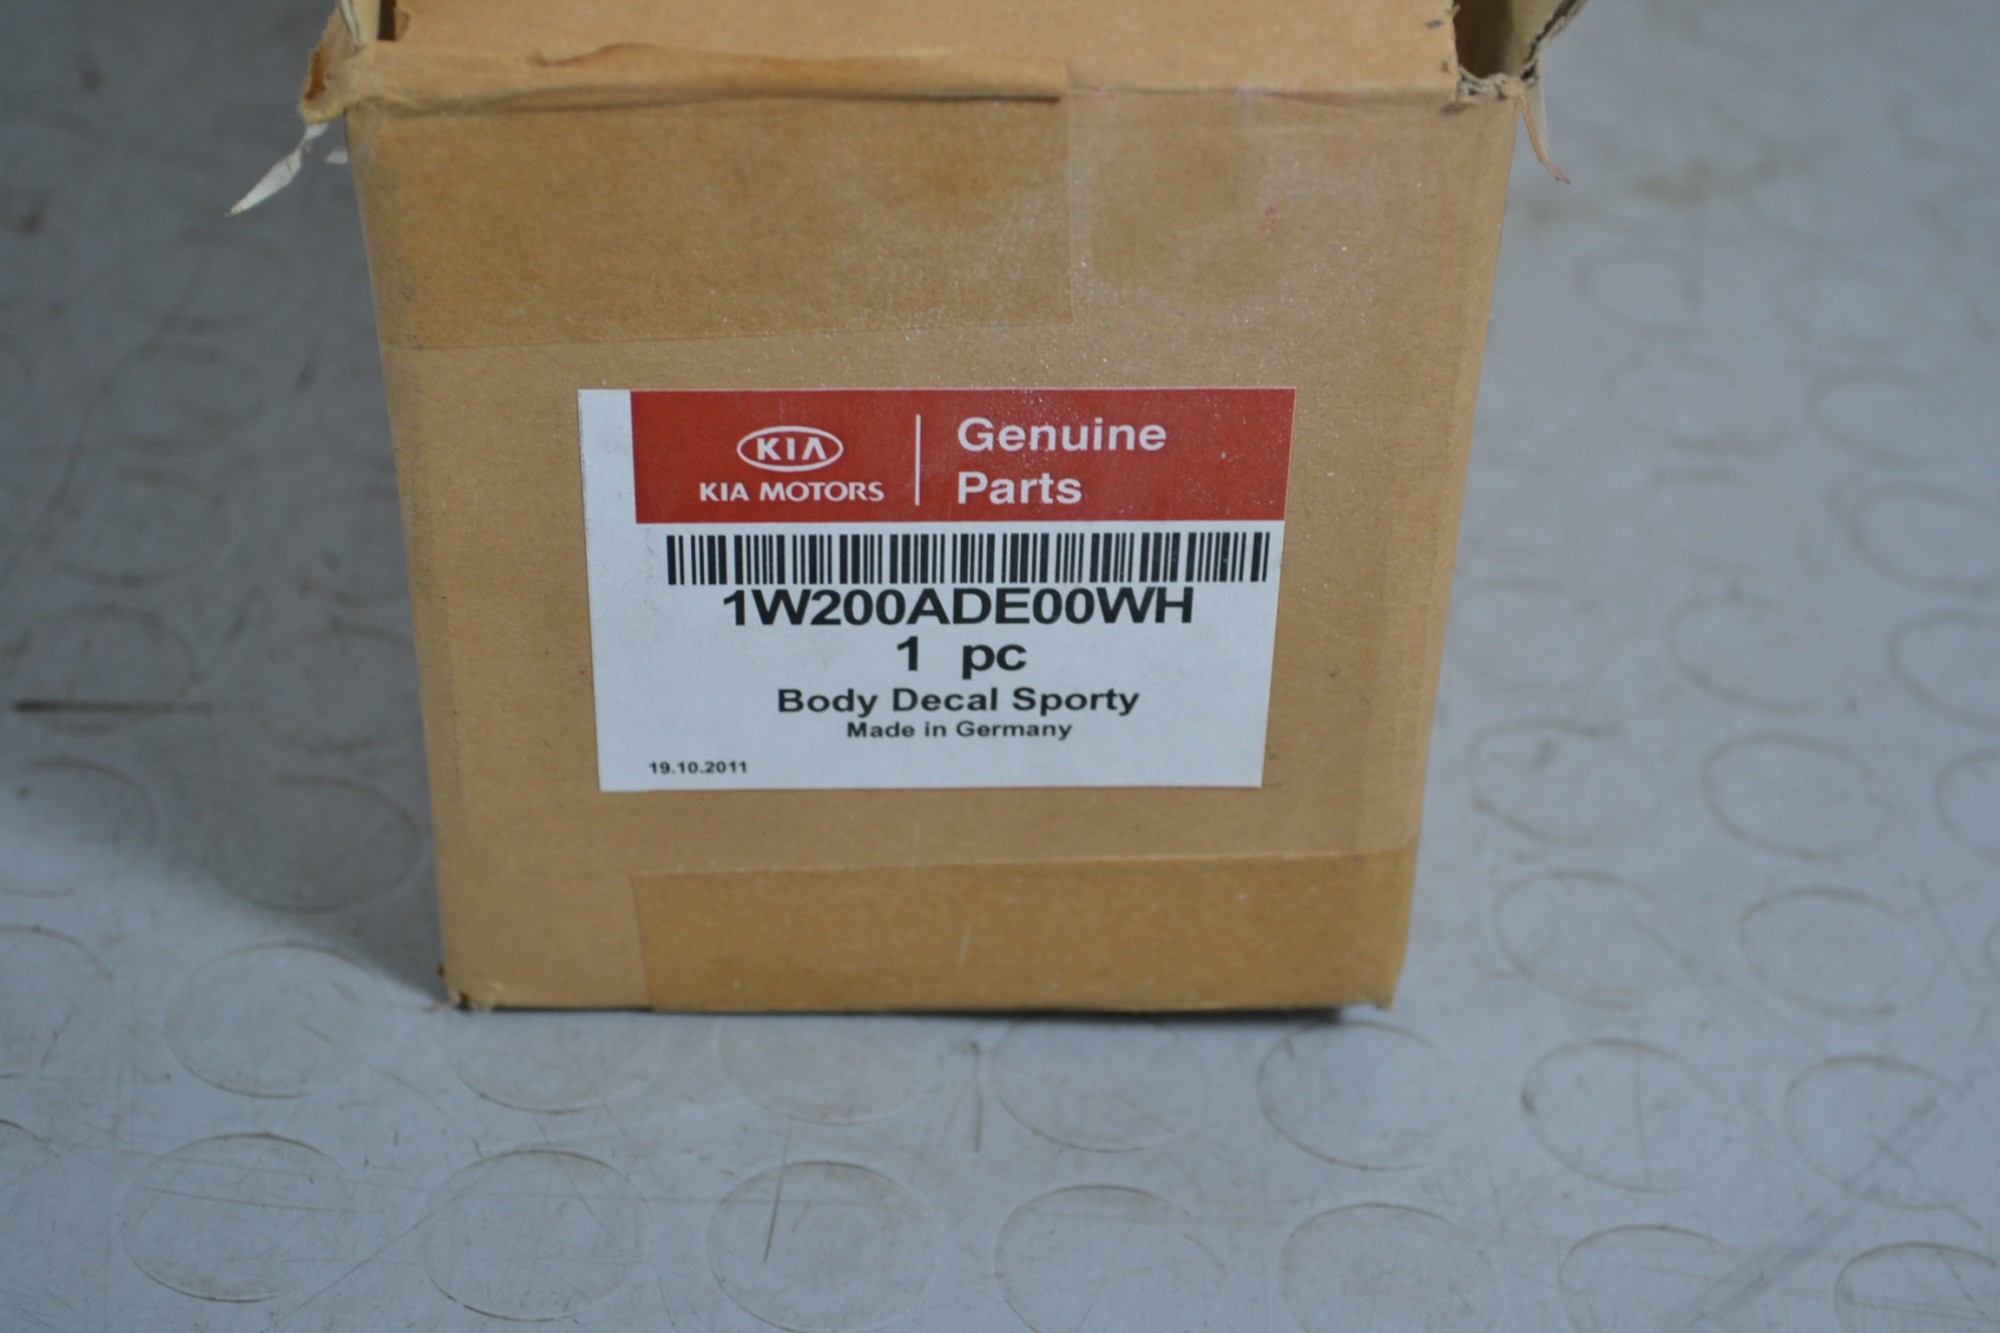 KIA
KIA MOTORS
Genuine
Parts
1W200ADE00WH
1 pc
Body Decal Sporty
Made in Germany
19.10.2011